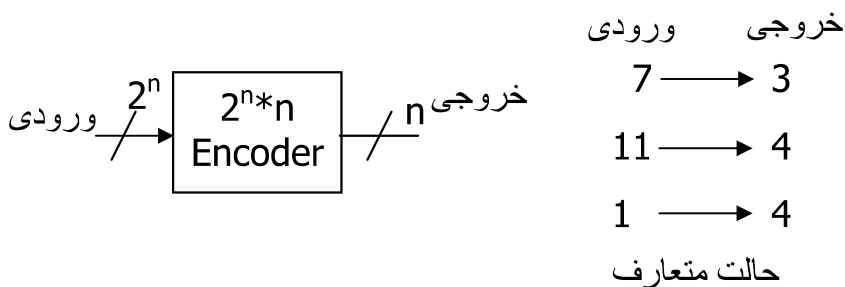 ورودی 2ⁿ
2ⁿ*n
Encoder
n خروجی
ورودی خروجی
7 3
11 4
1 4
حالت متعارف